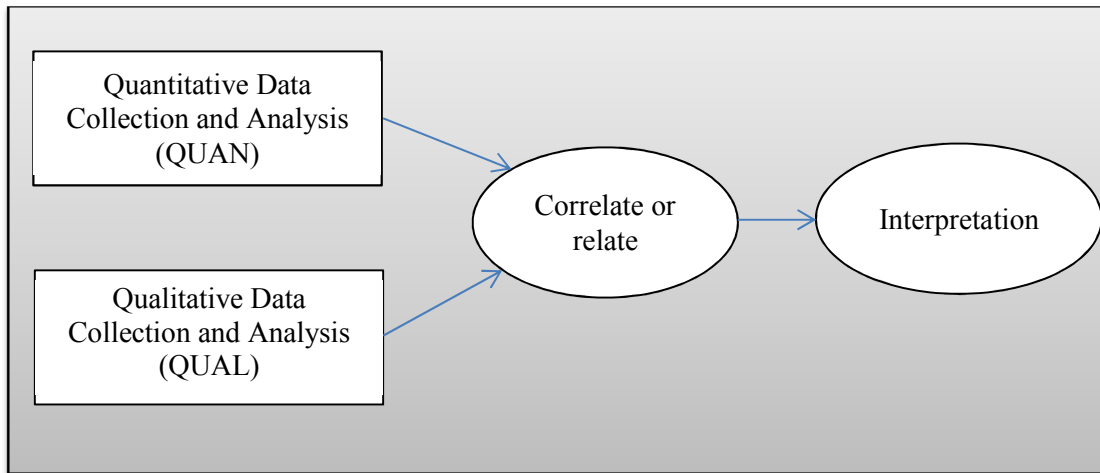 Quantitative Data
Collection and Analysis
(QUAN)
Qualitative Data
Collection and Analysis
(QUAL)
Correlate or
relate
Interpretation